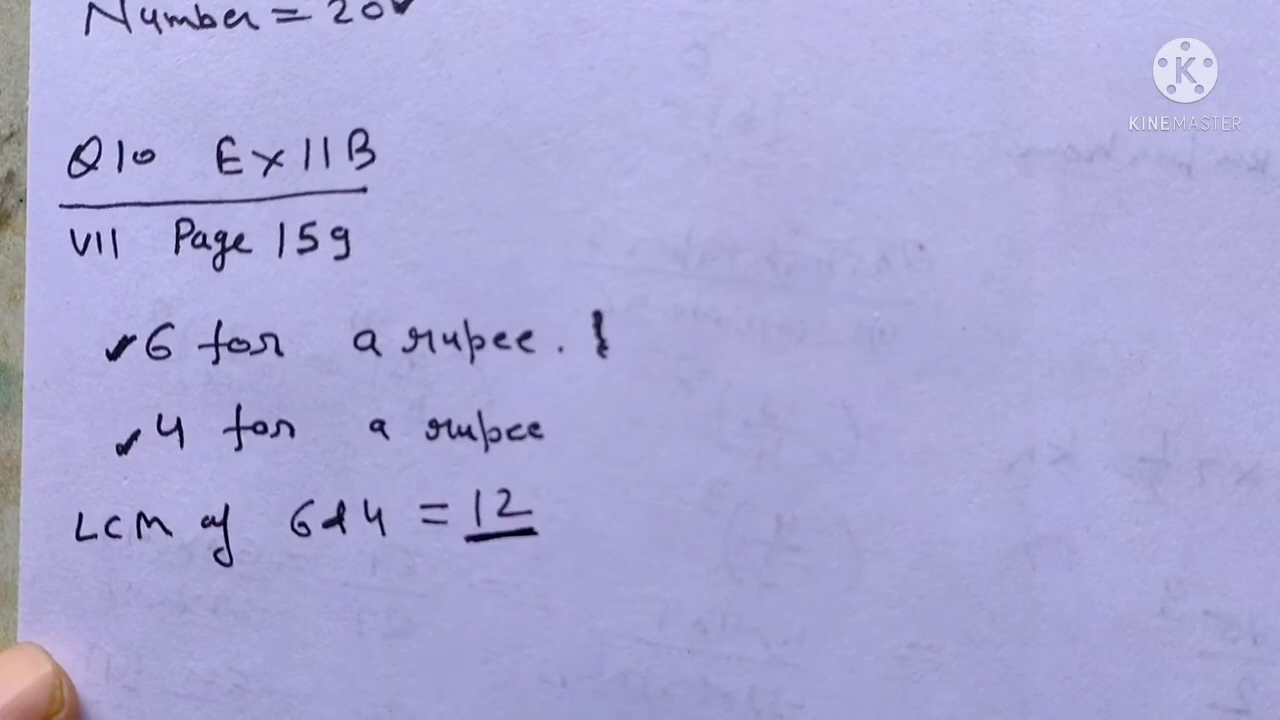 Number = 20
K
KINEMASTER
Q10 Ex 11B
VII Page 159
6 for a rupee.
4 for a rupee
LCM of 6 & 4 = 12